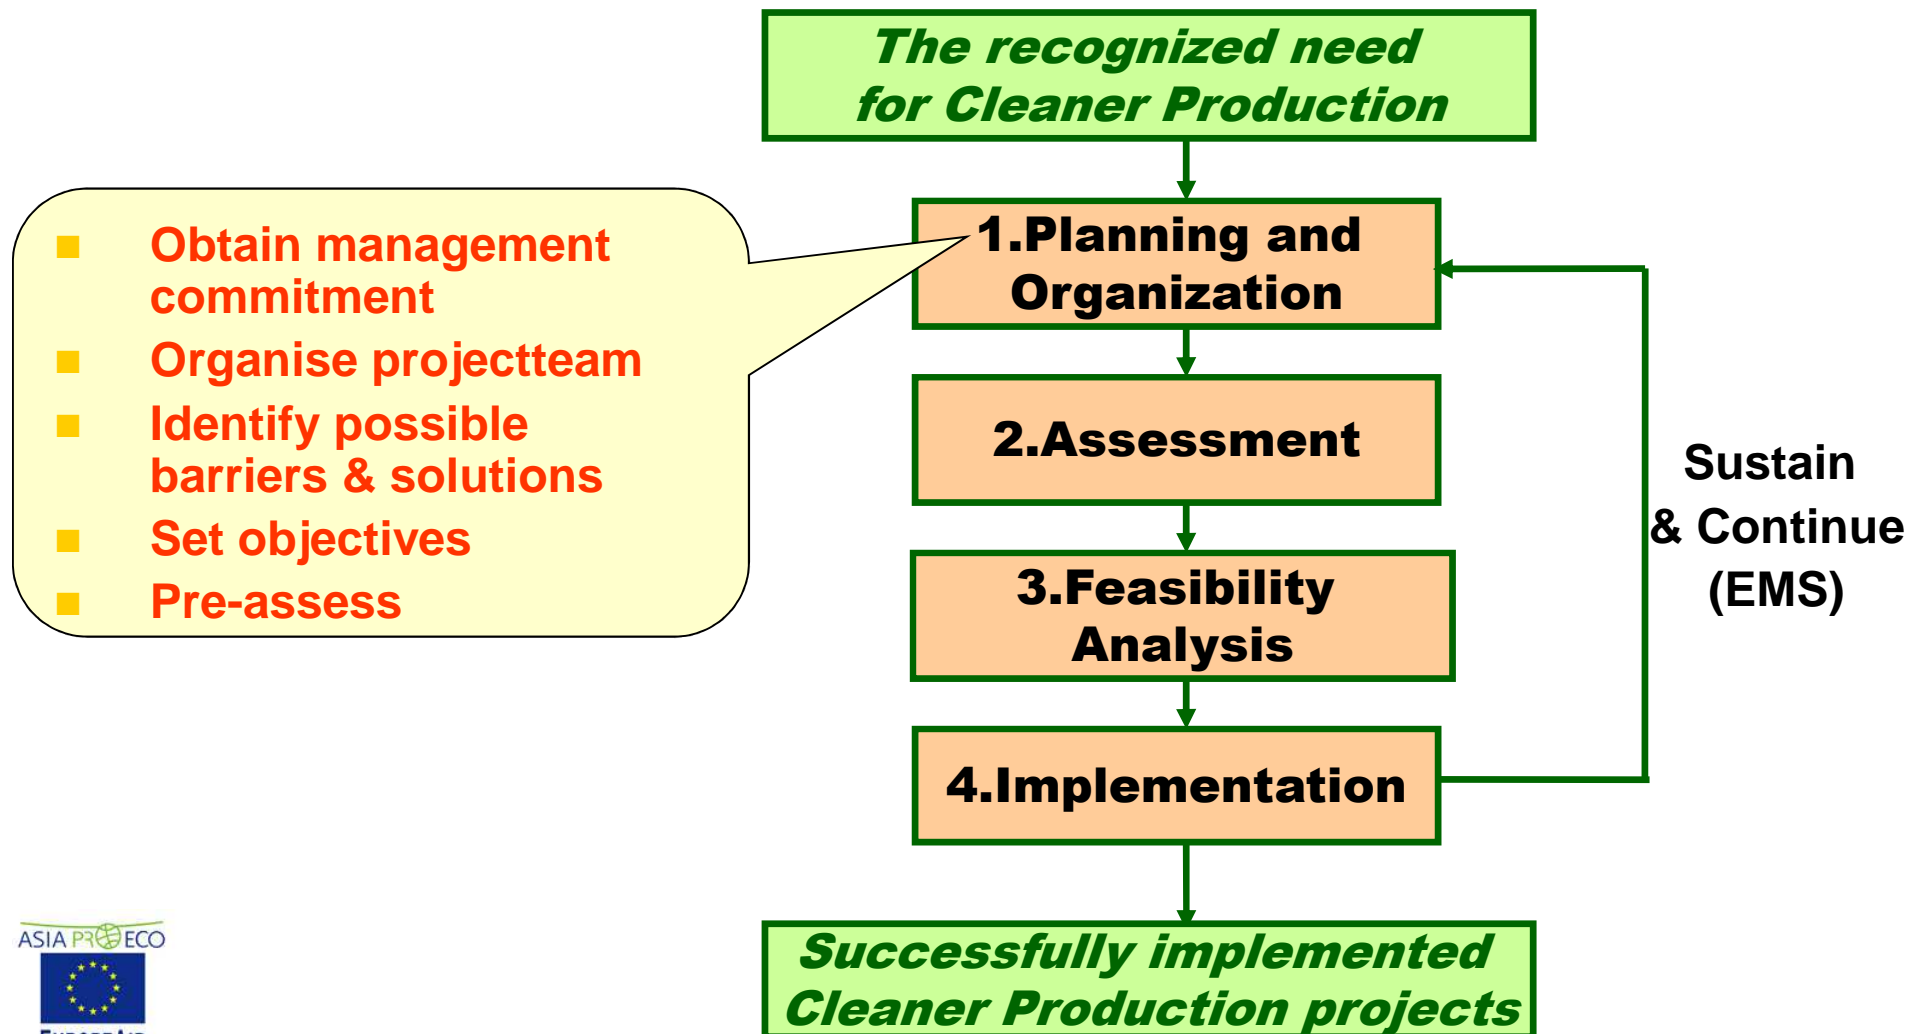 The recognized need
for Cleaner Production
Obtain management
commitment
Organise projectteam
Identify possible
barriers & solutions
Set objectives
Pre-assess
1.Planning and
Organization
2.Assessment
3.Feasibility
Analysis
4.Implementation
Sustain
& Continue
(EMS)
Successfully implemented
Cleaner Production projects
ASIA PRO ECO